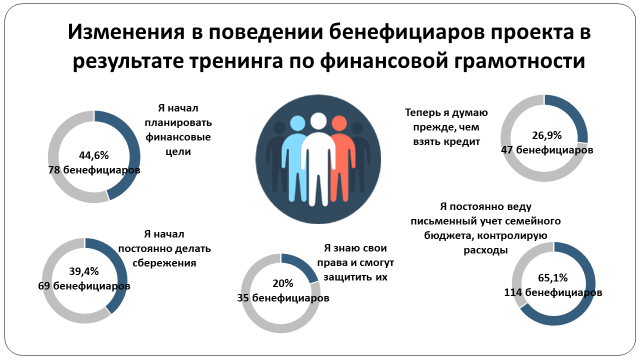 Изменения в поведении бенефициаров проекта в
результате тренинга по финансовой грамотности
Я начал
планировать
финансовые
цели
44,6%
78 бенефициаров
Теперь я думаю
прежде, чем
взять кредит
26,9%
47 бенефициаров
Я начал
постоянно делать
сбережения
39,4%
69 бенефициаров
Я знаю свои
права и смогут
защитить их
20%
35 бенефициаров
Я постоянно веду
письменный учет семейного
бюджета, контролирую
расходы
65,1%
114 бенефициаров